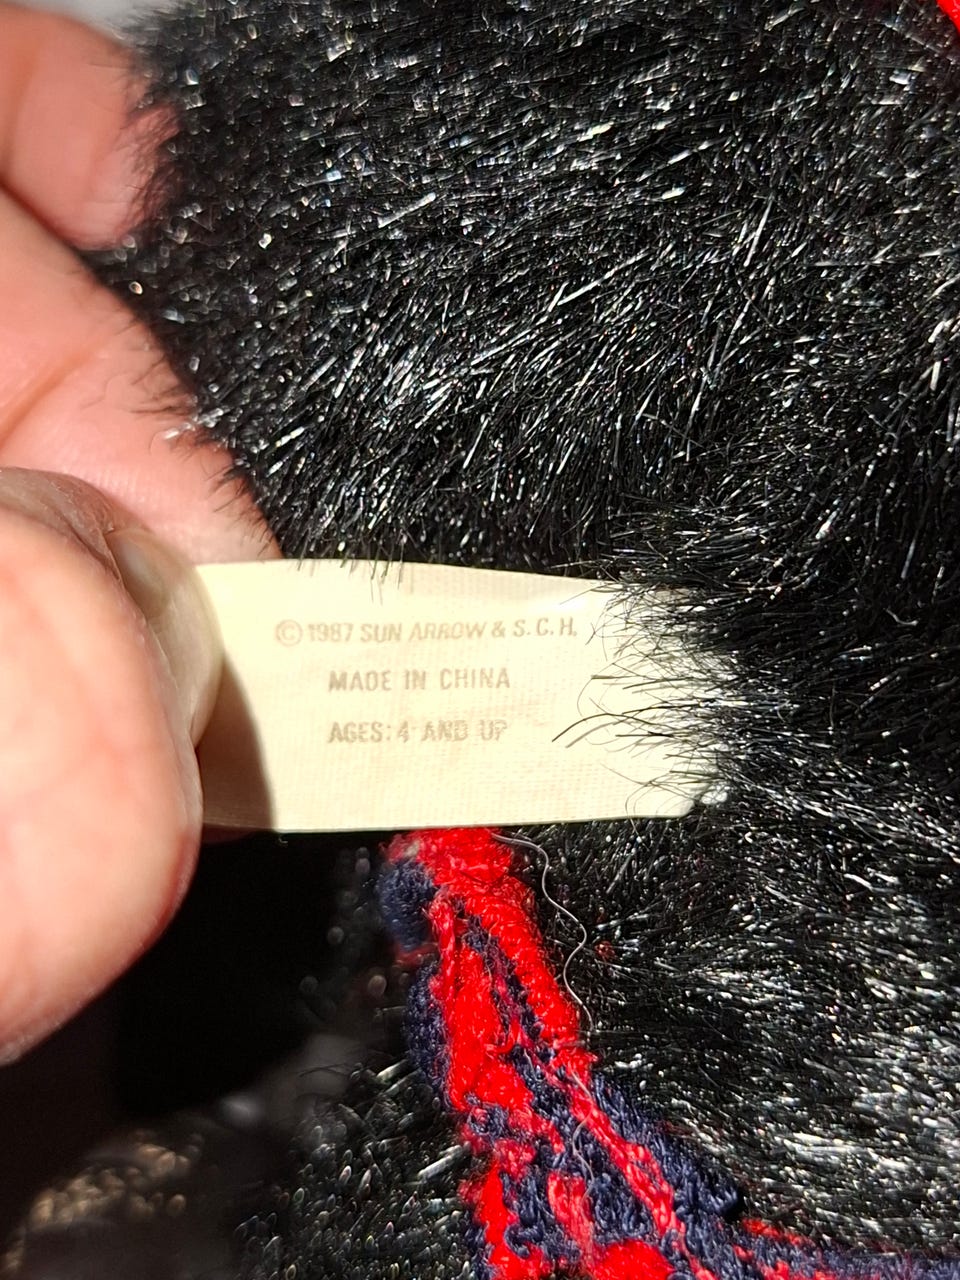 ©1987 SUN ARROW & S.C.H.
MADE IN CHINA
AGES: 4 AND UP